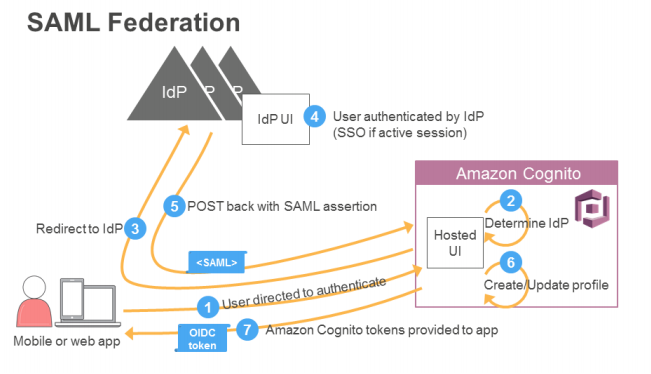 SAML Federation
IdP
P
P
IdP UI
4
User authenticated by IdP
(SSO if active session)
Amazon Cognito
5
POST back with SAML assertion
2
Determine IdP
Redirect to IdP
3
Hosted
UI
<SAML>
6
Create/Update profile
1
User directed to authenticate
7
Amazon Cognito tokens provided to app
OIDC
token
Mobile or web app